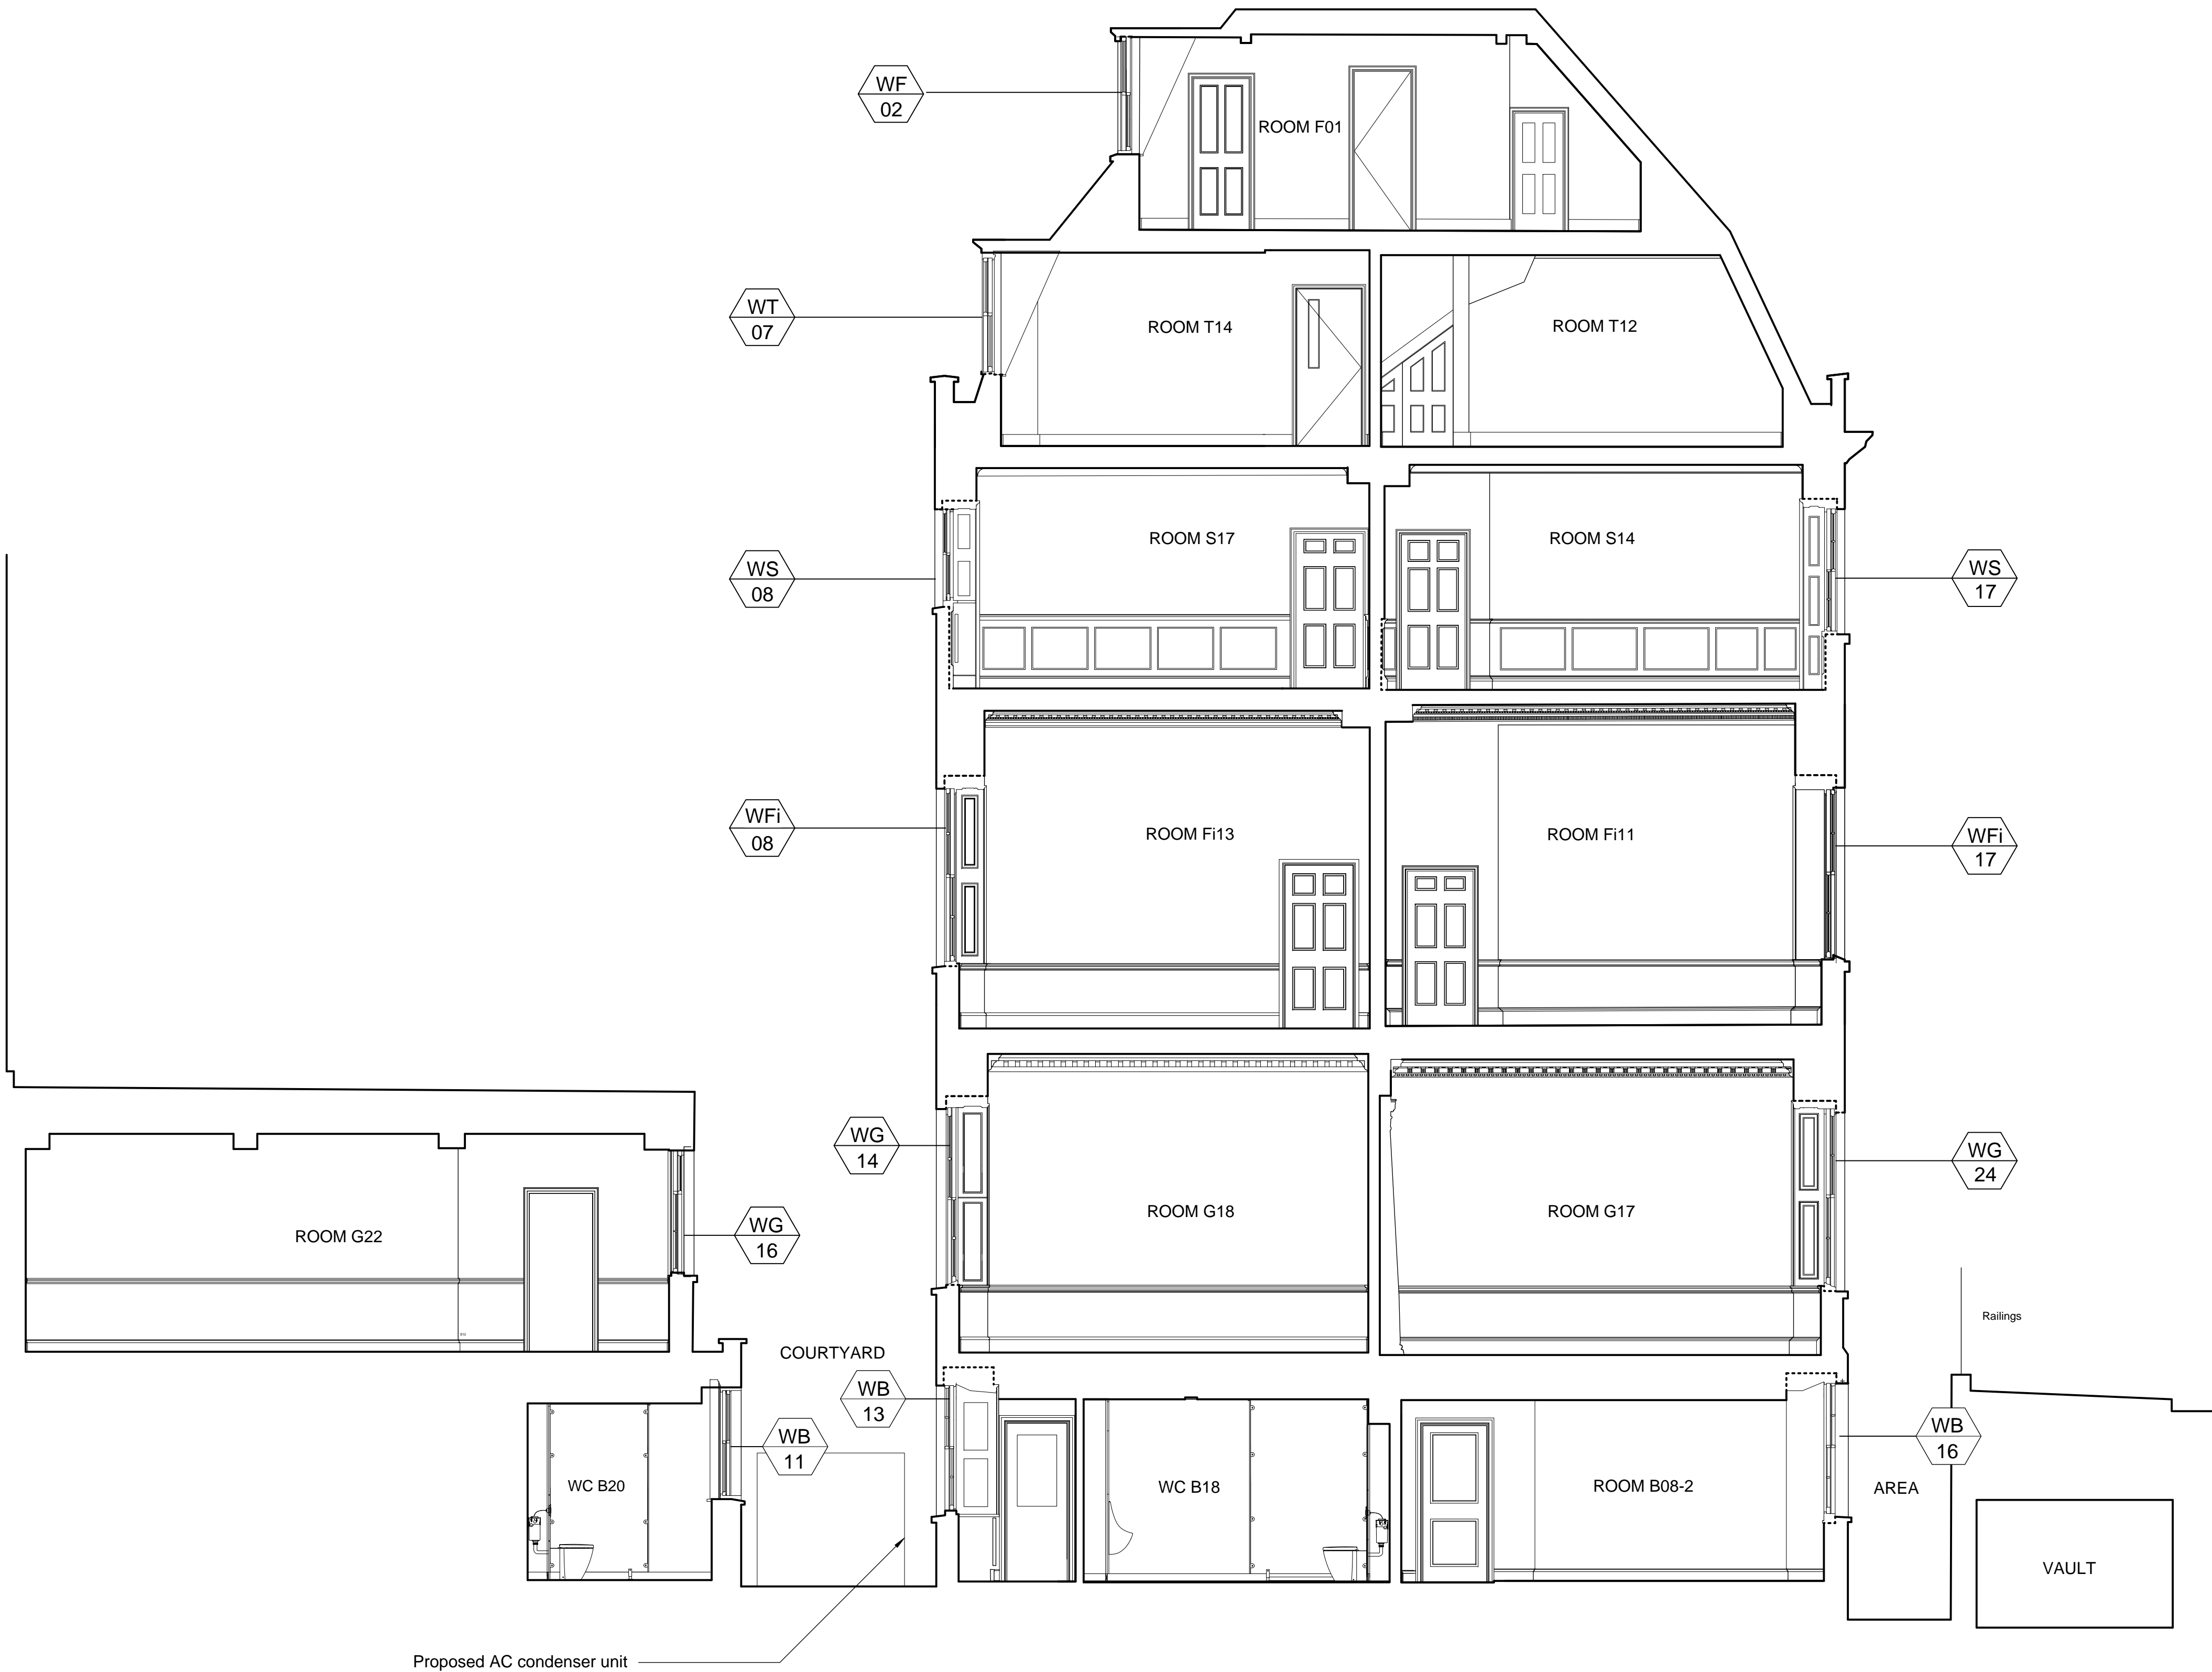 WF
02
ROOM F01
WT
07
ROOM T14
ROOM T12
WS
08
ROOM S17
ROOM S14
WS
17
WFi
08
ROOM Fi13
ROOM Fi11
WFi
17
WG
14
ROOM G22
WG
16
ROOM G18
ROOM G17
WG
24
Railings
COURTYARD
WB
13
WB
11
WC B20
WC B18
ROOM B08-2
WB
16
AREA
VAULT
Proposed AC condenser unit